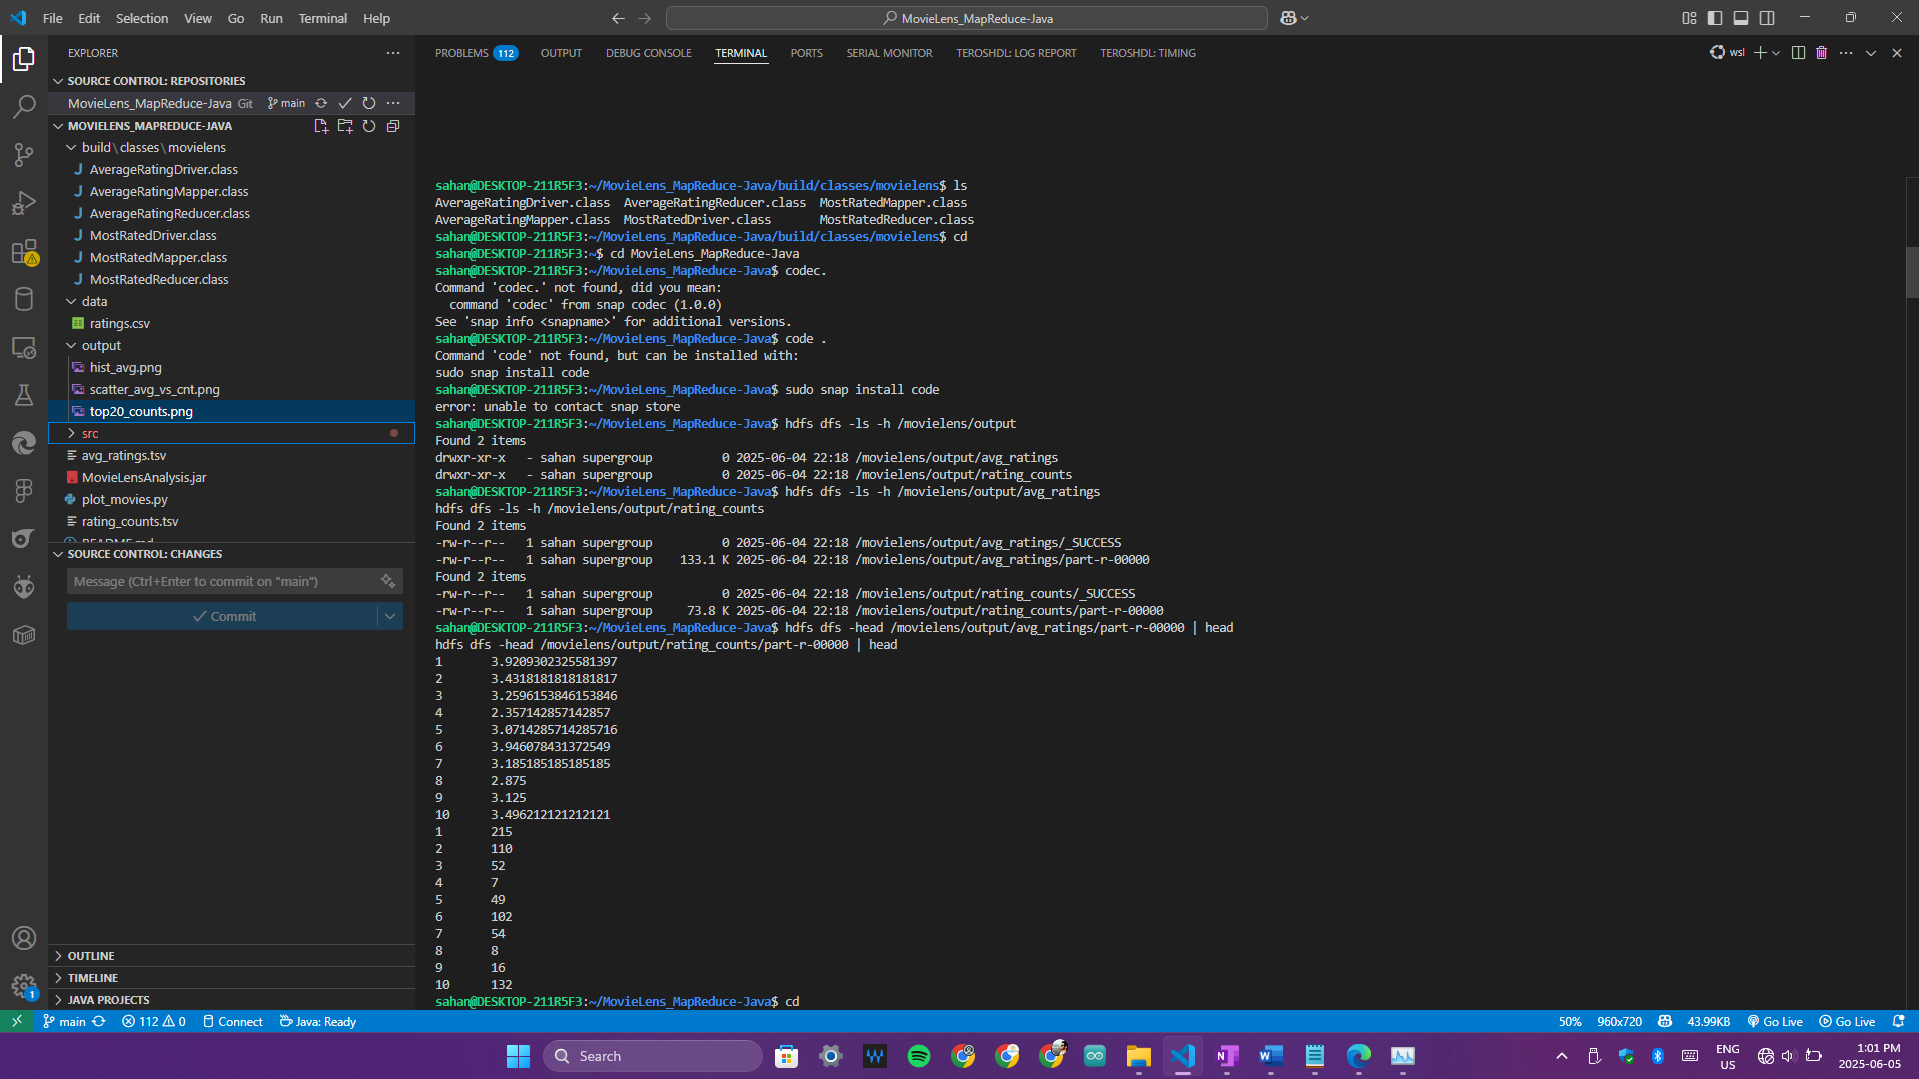 File Edit Selection View Go Run Terminal Help
MovieLens_MapReduce-Java
EXPLORER
SOURCE CONTROL: REPOSITORIES
MovieLens_MapReduce-Java Git main
MOVIELENS_MAPREDUCE-JAVA
build\classes\movielens
AverageRatingDriver.class
AverageRatingMapper.class
AverageRatingReducer.class
MostRatedDriver.class
MostRatedMapper.class
MostRatedReducer.class
data
ratings.csv
output
hist_avg.png
scatter_avg_vs_cnt.png
top20_counts.png
src
avg_ratings.tsv
MovieLensAnalysis.jar
plot_movies.py
rating_counts.tsv
README.md
SOURCE CONTROL: CHANGES
Message (Ctrl+Enter to commit on "main")
Commit
OUTLINE
TIMELINE
JAVA PROJECTS
PROBLEMS 112 OUTPUT DEBUG CONSOLE TERMINAL PORTS SERIAL MONITOR TEROSHDL: LOG REPORT TEROSHDL: TIMING
wsl
sahan@DESKTOP-211R5F3:~/MovieLens_MapReduce-Java/build/classes/movielens$ ls
AverageRatingDriver.class AverageRatingReducer.class MostRatedMapper.class
AverageRatingMapper.class MostRatedDriver.class MostRatedReducer.class
sahan@DESKTOP-211R5F3:~/MovieLens_MapReduce-Java/build/classes/movielens$ cd
sahan@DESKTOP-211R5F3:~$ cd MovieLens_MapReduce-Java
sahan@DESKTOP-211R5F3:~/MovieLens_MapReduce-Java$ codec.
Command 'codec.' not found, did you mean:
command 'codec' from snap codec (1.0.0)
See 'snap info <snapname>' for additional versions.
sahan@DESKTOP-211R5F3:~/MovieLens_MapReduce-Java$ code .
Command 'code' not found, but can be installed with:
sudo snap install code
sahan@DESKTOP-211R5F3:~/MovieLens_MapReduce-Java$ sudo snap install code
error: unable to contact snap store
sahan@DESKTOP-211R5F3:~/MovieLens_MapReduce-Java$ hdfs dfs -ls -h /movielens/output
Found 2 items
drwxr-xr-x - sahan supergroup 0 2025-06-04 22:18 /movielens/output/avg_ratings
drwxr-xr-x - sahan supergroup 0 2025-06-04 22:18 /movielens/output/rating_counts
sahan@DESKTOP-211R5F3:~/MovieLens_MapReduce-Java$ hdfs dfs -ls -h /movielens/output/avg_ratings
hdfs dfs -ls -h /movielens/output/rating_counts
Found 2 items
-rw-r--r-- 1 sahan supergroup 0 2025-06-04 22:18 /movielens/output/avg_ratings/_SUCCESS
-rw-r--r-- 1 sahan supergroup 133.1 K 2025-06-04 22:18 /movielens/output/avg_ratings/part-r-00000
Found 2 items
-rw-r--r-- 1 sahan supergroup 0 2025-06-04 22:18 /movielens/output/rating_counts/_SUCCESS
-rw-r--r-- 1 sahan supergroup 73.8 K 2025-06-04 22:18 /movielens/output/rating_counts/part-r-00000
sahan@DESKTOP-211R5F3:~/MovieLens_MapReduce-Java$ hdfs dfs -head /movielens/output/avg_ratings/part-r-00000 | head
hdfs dfs -head /movielens/output/rating_counts/part-r-00000 | head
1 3.9209302325581397
2 3.4318181818181817
3 3.2596153846153846
4 2.357142857142857
5 3.0714285714285716
6 3.946078431372549
7 3.185185185185185
8 2.875
9 3.125
10 3.496212121212121
1 215
2 110
3 52
4 7
5 49
6 102
7 54
8 8
9 16
10 132
sahan@DESKTOP-211R5F3:~/MovieLens_MapReduce-Java$ cd
1
main 112 0 Connect Java: Ready
50% 960x720 43.99KB Go Live Go Live
Search
ENG
US
1:01 PM
2025-06-05